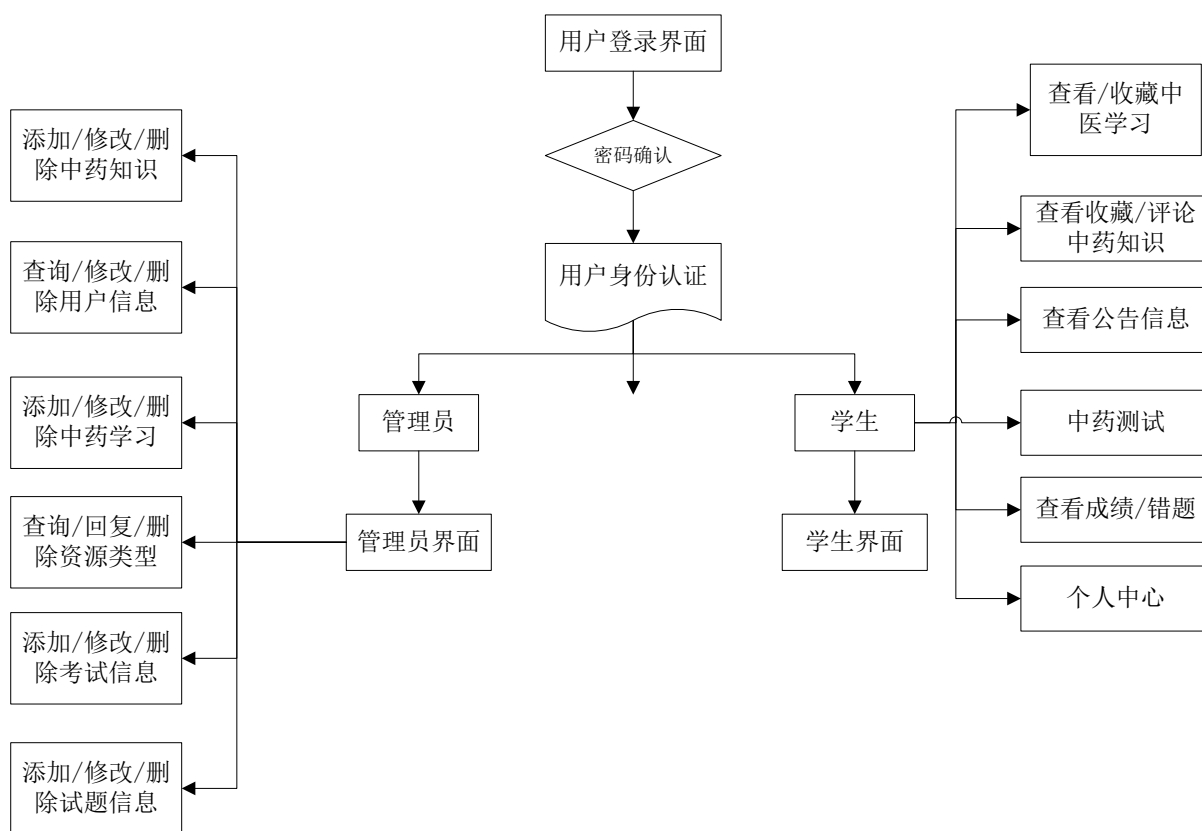 用户登录界面
密码确认
用户身份认证
管理员
学生
管理员界面
学生界面
添加/修改/删
除中药知识
查询/修改/删
除用户信息
添加/修改/删
除中药学习
查询/回复/删
除资源类型
添加/修改/删
除考试信息
添加/修改/删
除试题信息
查看/收藏中
医学习
查看收藏/评论
中药知识
查看公告信息
中药测试
查看成绩/错题
个人中心